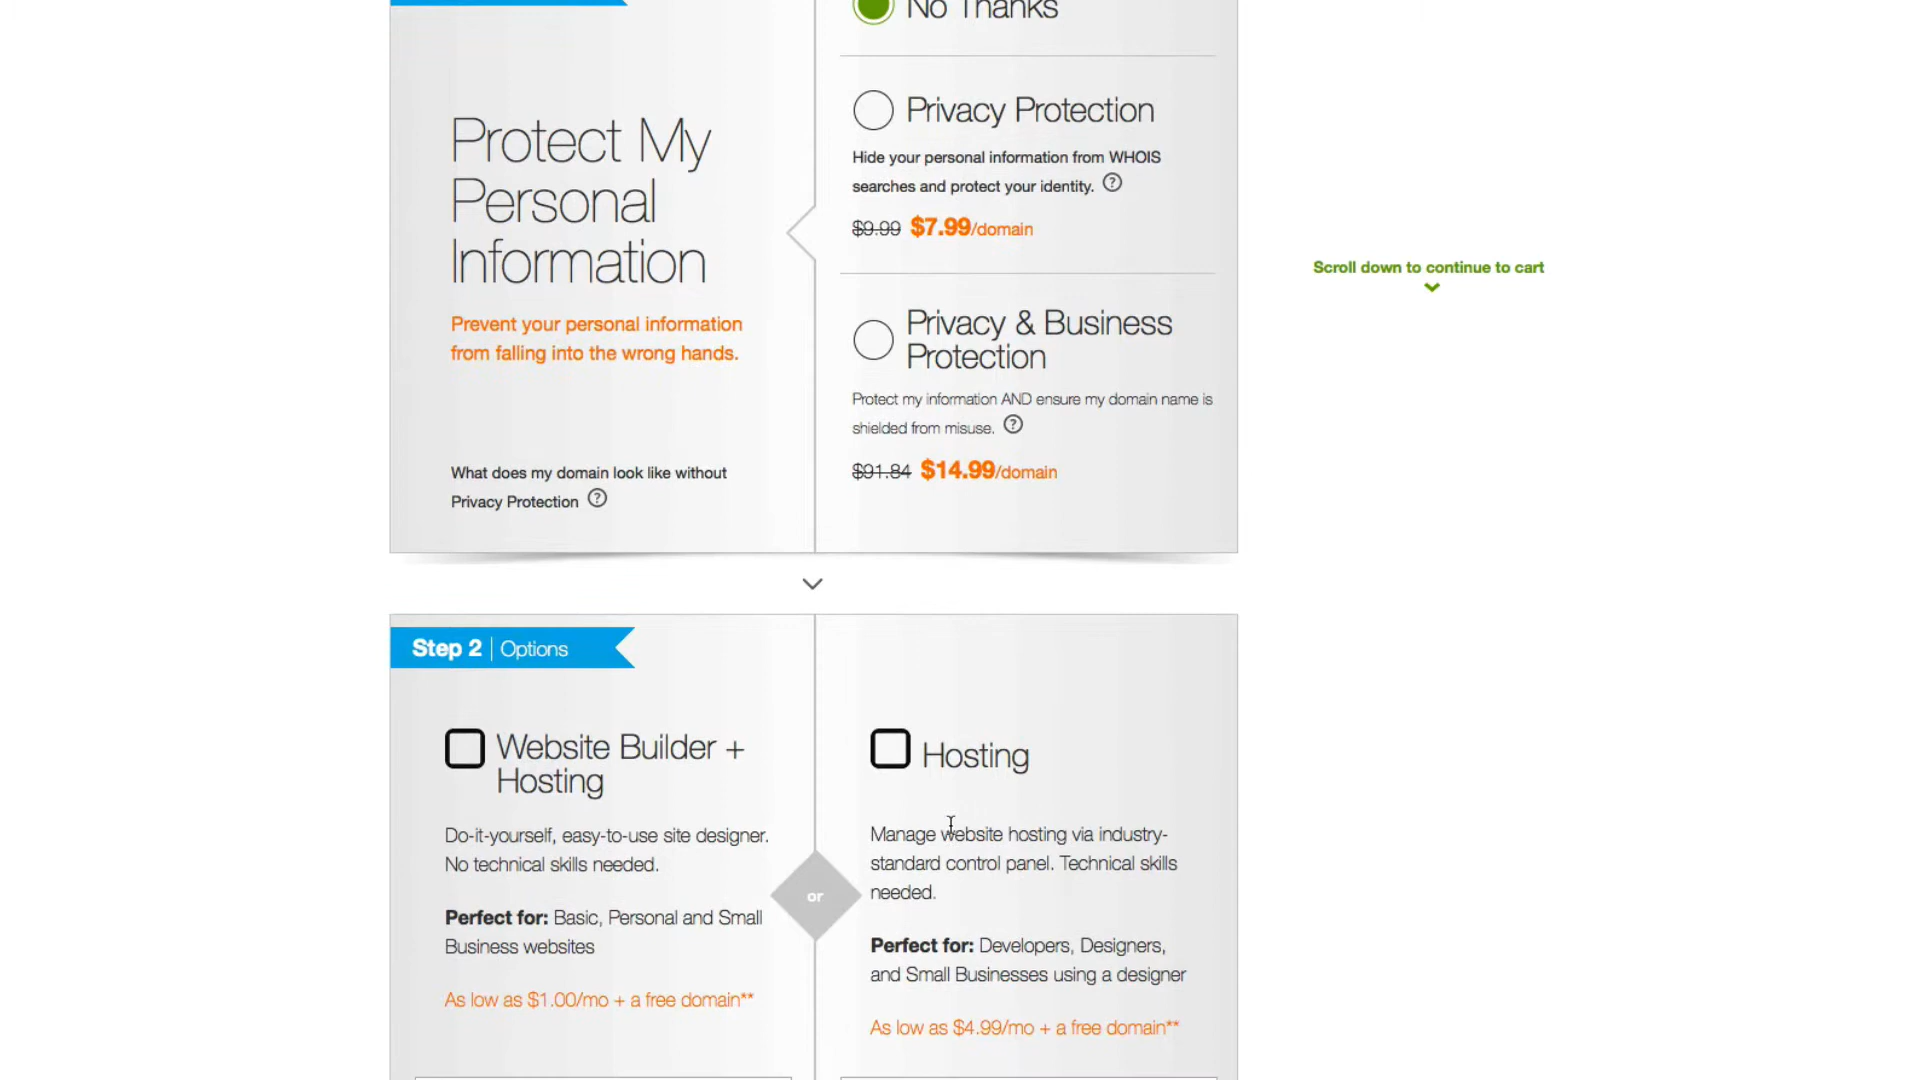 No Thanks
Privacy Protection
Hide your personal information from WHOIS
searches and protect your identity. ?
$9.99 $7.99/domain
Protect My
Personal
Information
Prevent your personal information
from falling into the wrong hands.
What does my domain look like without
Privacy Protection ?
Privacy & Business
Protection
Protect my information AND ensure my domain name is
shielded from misuse. ?
$91.84 $14.99/domain
Scroll down to continue to cart
Step 2 | Options
Website Builder +
Hosting
Do-it-yourself, easy-to-use site designer.
No technical skills needed.
Perfect for: Basic, Personal and Small
Business websites
As low as $1.00/mo + a free domain**
or
Hosting
Manage website hosting via industry-
standard control panel. Technical skills
needed.
Perfect for: Developers, Designers,
and Small Businesses using a designer
As low as $4.99/mo + a free domain**